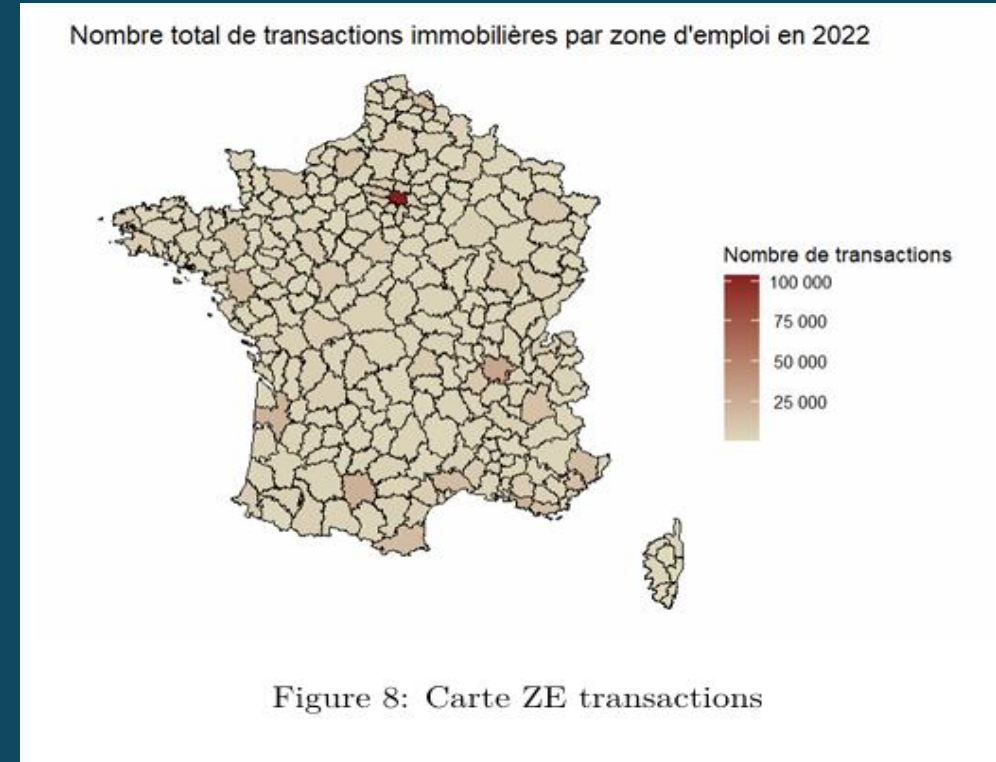 Nombre total de transactions immobilières par zone d'emploi en 2022
Nombre de transactions
100 000
75 000
50 000
25 000
Figure 8: Carte ZE transactions